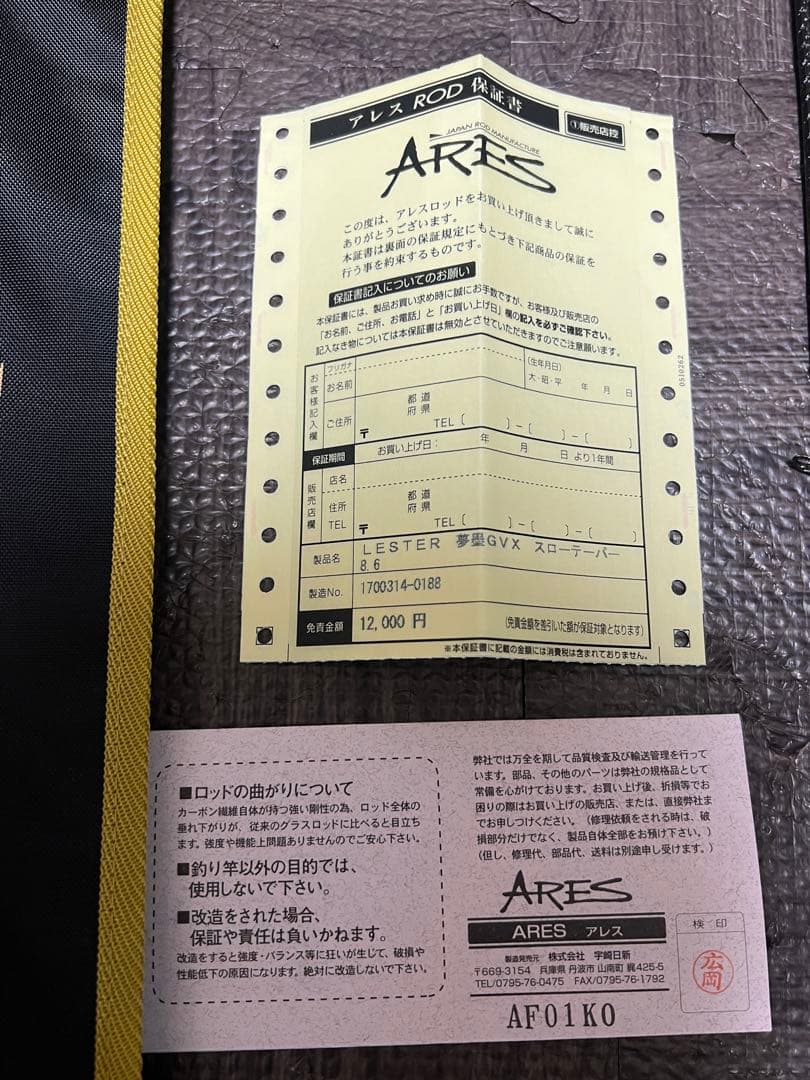 アレス ROD 保証書
①販売店控
JAPAN ROD MANUFACTURE
ARES
この度は、アレスロッドをお買い上げ頂きまして誠に
ありがとうございます。
本証書は裏面の保証規定にもとづき下記商品の保証を
行う事を約束するものです。
保証書記入についてのお願い
本保証書には、製品お買い求め時に誠にお手数ですが、お客様及び販売店の
「お名前、ご住所、お電話」と「お買い上げ日」欄の記入を必ずご確認下さい。
記入なき物については本保証書は無効とさせていただきますのでご注意願います。
0510262
お客様記入欄
フリガナ
お名前
(生年月日)
大・昭・平 年 月 日
ご住所
都道
府県
〒 TEL〔 〕-〔 〕-〔 〕
保証期間
お買い上げ日： 年 月 日 より1年間
販売店欄
店名
住所
都道
府県
TEL
〒 TEL〔 〕-〔 〕-〔 〕
製品名
LESTER 夢墨GVX スローテーパー
8.6
製造No.
1700314-0188
免責金額
12,000 円
(免責金額を差引いた額が保証対象となります)
※本保証書に記載の金額には消費税は含まれておりません。
■ロッドの曲がりについて
カーボン繊維自体が持つ強い剛性の為、ロッド全体の
垂れ下がりが、従来のグラスロッドに比べると目立ち
ます。強度や機能上問題ありませんのでご安心下さい。
■釣り竿以外の目的では、
使用しないで下さい。
■改造をされた場合、
保証や責任は負いかねます。
改造をすると強度・バランス等に狂いが生じて、破損や
性能低下の原因になります。絶対に改造しないで下さい。
弊社では万全を期して品質検査及び輸送管理を行って
います。部品、その他のパーツは弊社の規格品として
常備を心がけております。お買い上げ後、折損等でお
困りの際はお買い上げの販売店、または、直接弊社ま
でお申しつけください。（修理依頼をされる時は、破
損部分だけでなく、製品自体全部をお預け下さい。）
（但し、修理代、部品代、送料は別途申し受けます。）
ARES
ARES アレス
製造発売元 株式会社 宇崎日新
〒669-3154 兵庫県 丹波市 山南町 梶425-5
TEL/0795-76-0475 FAX/0795-76-1792
AF01K0
検 印
広岡